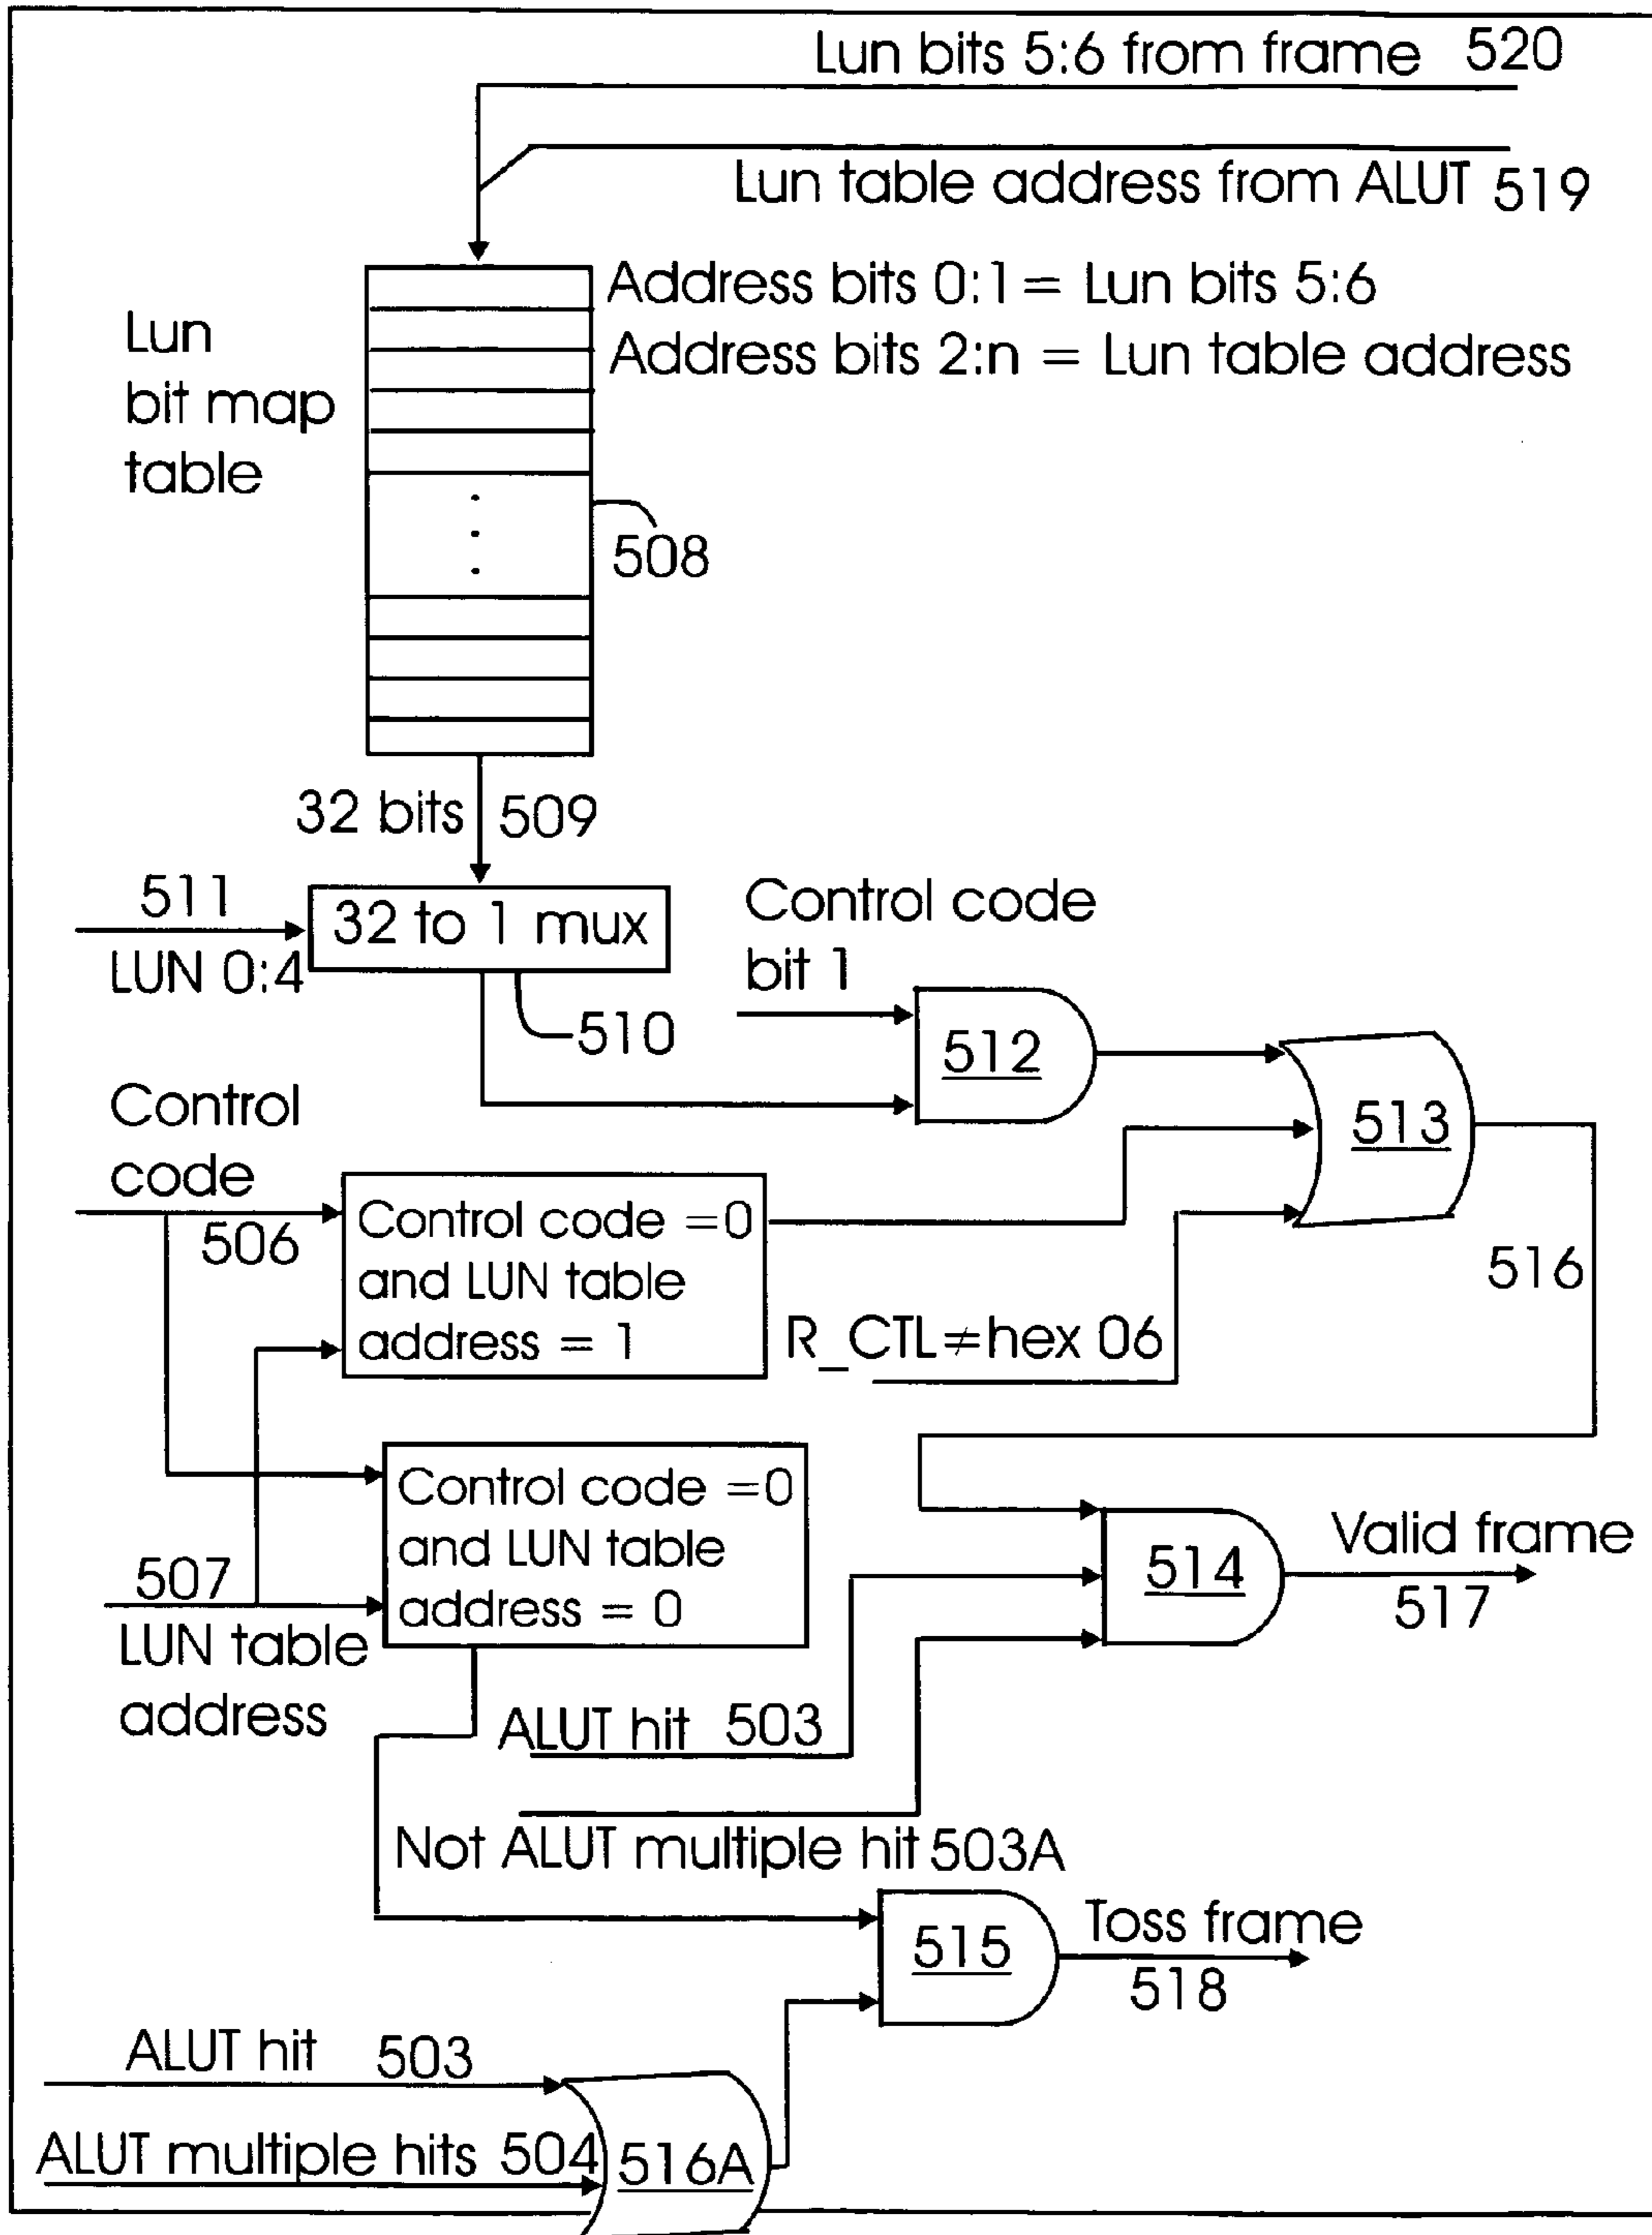 Lun bits 5:6 from frame 520
Lun table address from ALUT 519
Address bits 0:1 = Lun bits 5:6
Address bits 2:n = Lun table address
Lun
bit map
table
508
32 bits 509
511
LUN 0:4
32 to 1 mux
510
Control code
bit 1
512
513
Control
code
506
Control code =0
and LUN table
address = 1
R_CTL≠hex 06
516
Control code =0
and LUN table
address = 0
507
LUN table
address
514
Valid frame
517
ALUT hit 503
Not ALUT multiple hit 503A
515
Toss frame
518
ALUT hit 503
ALUT multiple hits 504
516A